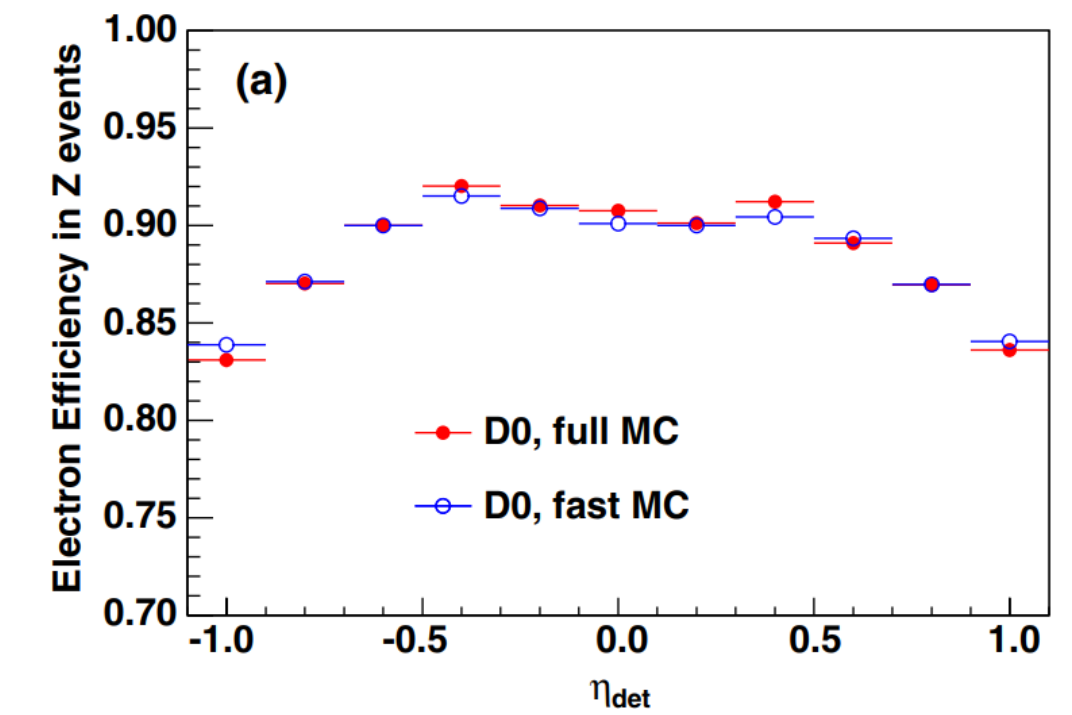 Electron Efficiency in Z events
1.00
0.95
0.90
0.85
0.80
0.75
0.70
(a)
D0, full MC
D0, fast MC
-1.0 -0.5 0.0 0.5 1.0
ηdet